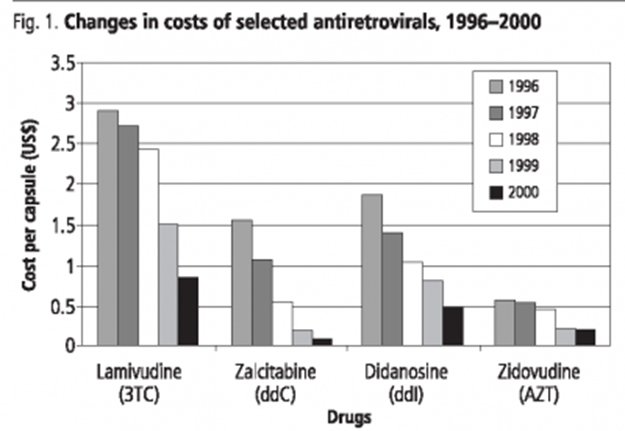 Fig. 1. Changes in costs of selected antiretrovirals, 1996–2000
Cost per capsule (US$)
3.5
3
2.5
2
1.5
1
0.5
0
1996
1997
1998
1999
2000
Lamivudine Zalcitabine Didanosine Zidovudine
(3TC) (ddC) (ddI) (AZT)
Drugs